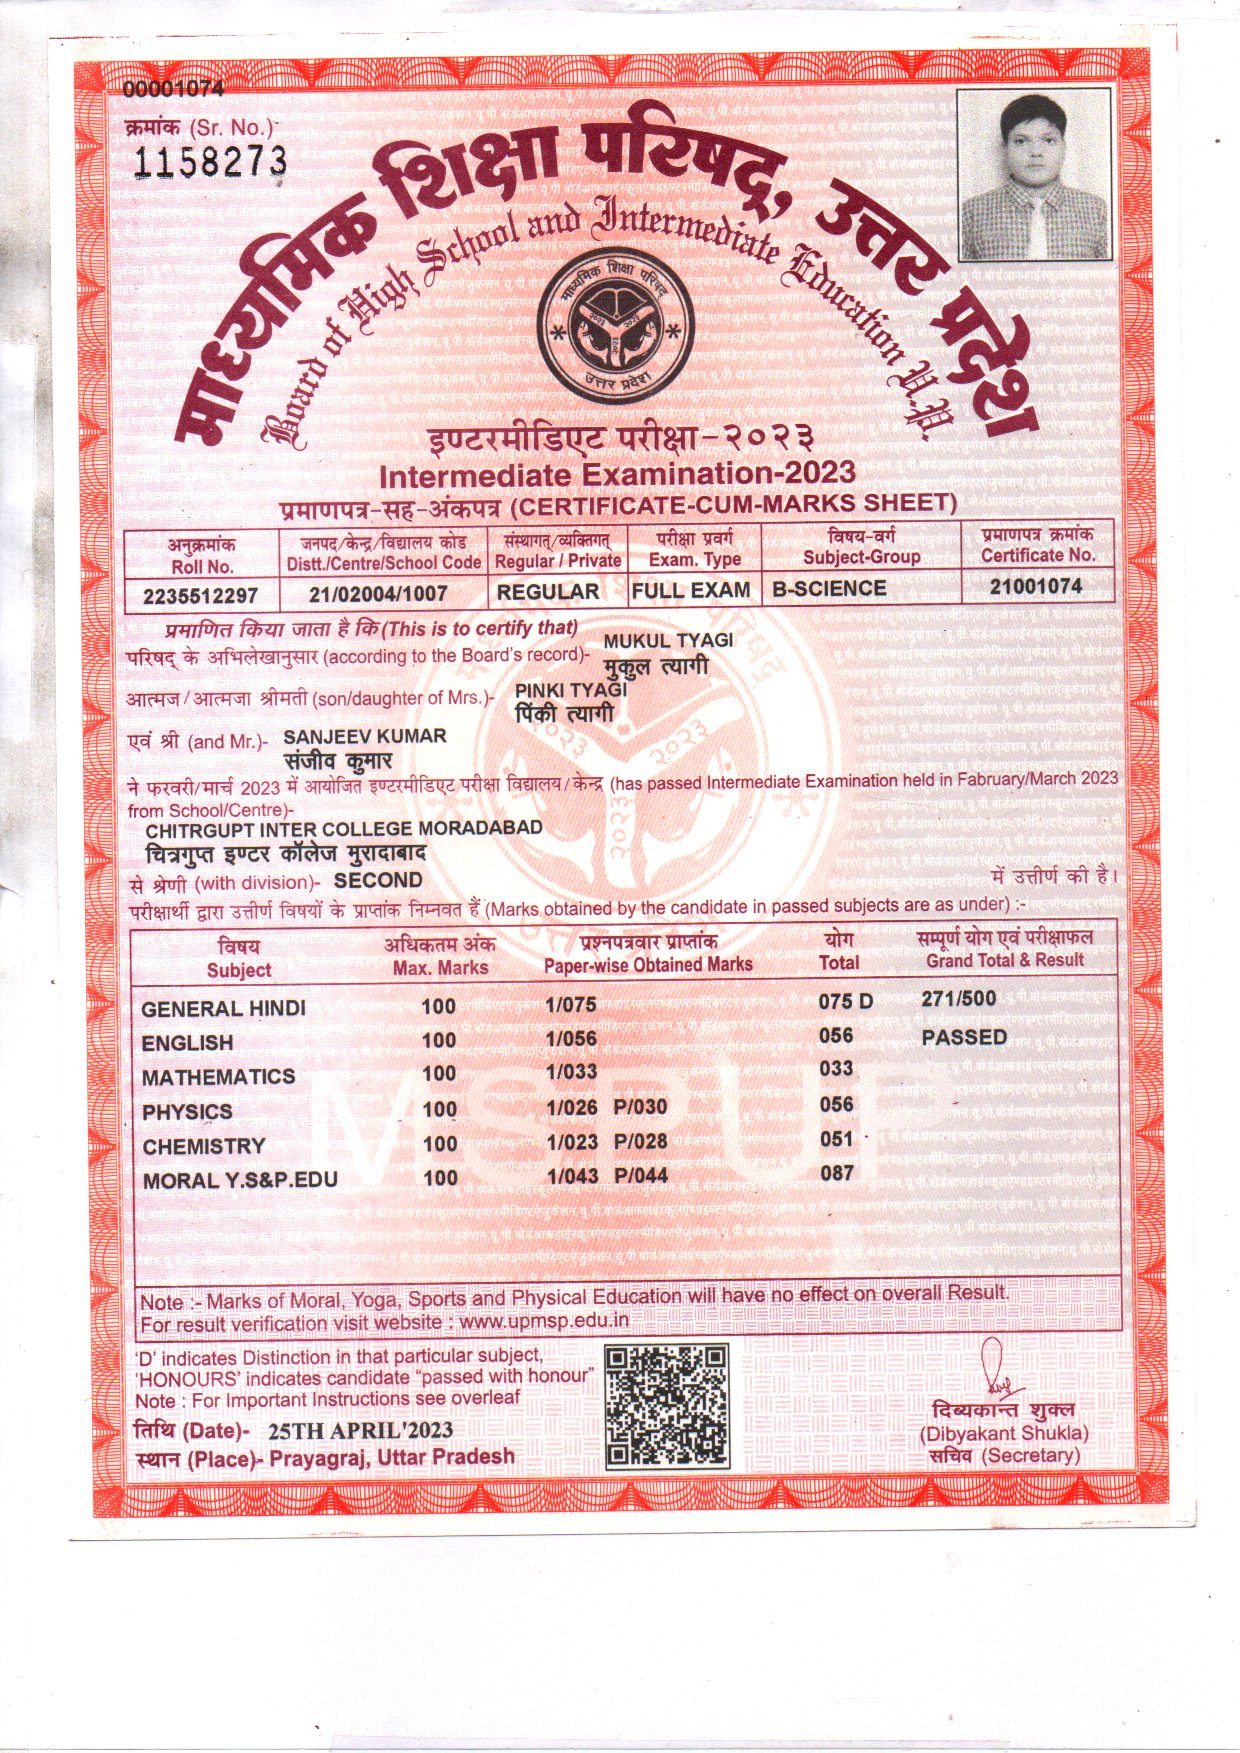 00001074
क्रमांक (Sr. No.)
1158273
माध्यमिक शिक्षा परिषद्, उत्तर प्रदेश
Board of High School and Intermediate Education U.P.
माध्यमिक शिक्षा परिषद्
२०२३ २०२३
२०२३
उत्तर प्रदेश
इण्टरमीडिएट परीक्षा-२०२३
Intermediate Examination-2023
प्रमाणपत्र-सह-अंकपत्र (CERTIFICATE-CUM-MARKS SHEET)
अनुक्रमांक जनपद/केन्द्र/विद्यालय कोड संस्थागत्/व्यक्तिगत् परीक्षा प्रवर्ग विषय-वर्ग प्रमाणपत्र क्रमांक
Roll No. Distt./Centre/School Code Regular / Private Exam. Type Subject-Group Certificate No.
2235512297 21/02004/1007 REGULAR FULL EXAM B-SCIENCE 21001074
प्रमाणित किया जाता है कि (This is to certify that)
MUKUL TYAGI
परिषद् के अभिलेखानुसार (according to the Board's record)- मुकुल त्यागी
PINKI TYAGI
आत्मज/आत्मजा श्रीमती (son/daughter of Mrs.)- पिंकी त्यागी
एवं श्री (and Mr.)- SANJEEV KUMAR
संजीव कुमार
ने फरवरी/मार्च 2023 में आयोजित इण्टरमीडिएट परीक्षा विद्यालय/केन्द्र (has passed Intermediate Examination held in Fabruary/March 2023
from School/Centre)-
CHITRGUPT INTER COLLEGE MORADABAD
चित्रगुप्त इण्टर कॉलेज मुरादाबाद
से श्रेणी (with division)- SECOND में उत्तीर्ण की है।
परीक्षार्थी द्वारा उत्तीर्ण विषयों के प्राप्तांक निम्नवत हैं (Marks obtained by the candidate in passed subjects are as under) :-
विषय अधिकतम अंक प्रश्नपत्रवार प्राप्तांक योग सम्पूर्ण योग एवं परीक्षाफल
Subject Max. Marks Paper-wise Obtained Marks Total Grand Total & Result
GENERAL HINDI 100 1/075 075 D 271/500
ENGLISH 100 1/056 056 PASSED
MATHEMATICS 100 1/033 033
PHYSICS 100 1/026 P/030 056
CHEMISTRY 100 1/023 P/028 051
MORAL Y.S&P.EDU 100 1/043 P/044 087
Note :- Marks of Moral, Yoga, Sports and Physical Education will have no effect on overall Result.
For result verification visit website : www.upmsp.edu.in
'D' indicates Distinction in that particular subject,
'HONOURS' indicates candidate "passed with honour"
Note : For Important Instructions see overleaf
तिथि (Date)- 25TH APRIL'2023
स्थान (Place)- Prayagraj, Uttar Pradesh
दिब्यकान्त शुक्ल
(Dibyakant Shukla)
सचिव (Secretary)